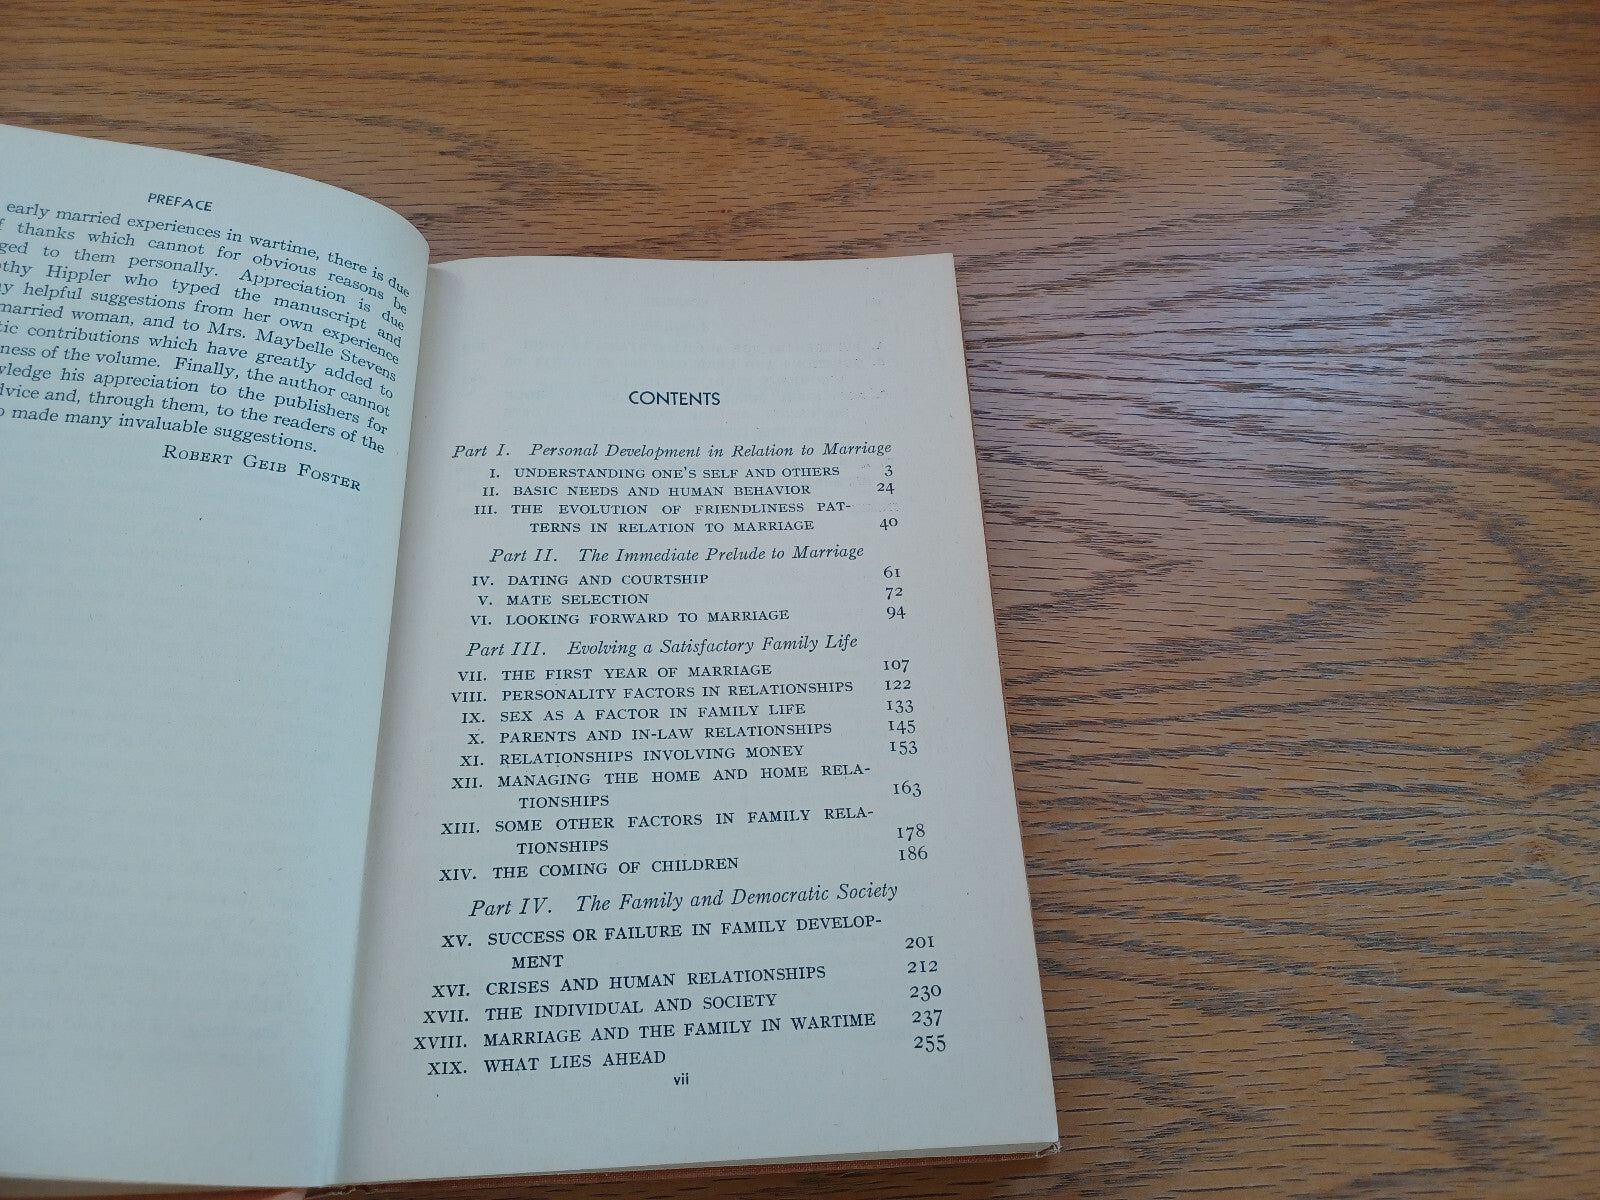 PREFACE
early married experiences in wartime, there is due
thanks which cannot for obvious reasons be
to them personally. Appreciation is due
Hippler who typed the manuscript and
helpful suggestions from her own experience
married woman, and to Mrs. Maybelle Stevens
contributions which have greatly added to
of the volume. Finally, the author cannot
his appreciation to the publishers for
and, through them, to the readers of the
made many invaluable suggestions.
ROBERT GEIB FOSTER
CONTENTS
Part I. Personal Development in Relation to Marriage
I. UNDERSTANDING ONE'S SELF AND OTHERS 3
II. BASIC NEEDS AND HUMAN BEHAVIOR 24
III. THE EVOLUTION OF FRIENDLINESS PAT-
TERNS IN RELATION TO MARRIAGE 40
Part II. The Immediate Prelude to Marriage
IV. DATING AND COURTSHIP 61
V. MATE SELECTION 72
VI. LOOKING FORWARD TO MARRIAGE 94
Part III. Evolving a Satisfactory Family Life
VII. THE FIRST YEAR OF MARRIAGE 107
VIII. PERSONALITY FACTORS IN RELATIONSHIPS 122
IX. SEX AS A FACTOR IN FAMILY LIFE 133
X. PARENTS AND IN-LAW RELATIONSHIPS 145
XI. RELATIONSHIPS INVOLVING MONEY 153
XII. MANAGING THE HOME AND HOME RELA-
TIONSHIPS 163
XIII. SOME OTHER FACTORS IN FAMILY RELA-
TIONSHIPS 178
XIV. THE COMING OF CHILDREN 186
Part IV. The Family and Democratic Society
XV. SUCCESS OR FAILURE IN FAMILY DEVELOP-
MENT 201
XVI. CRISES AND HUMAN RELATIONSHIPS 212
XVII. THE INDIVIDUAL AND SOCIETY 230
XVIII. MARRIAGE AND THE FAMILY IN WARTIME 237
XIX. WHAT LIES AHEAD 255
vii